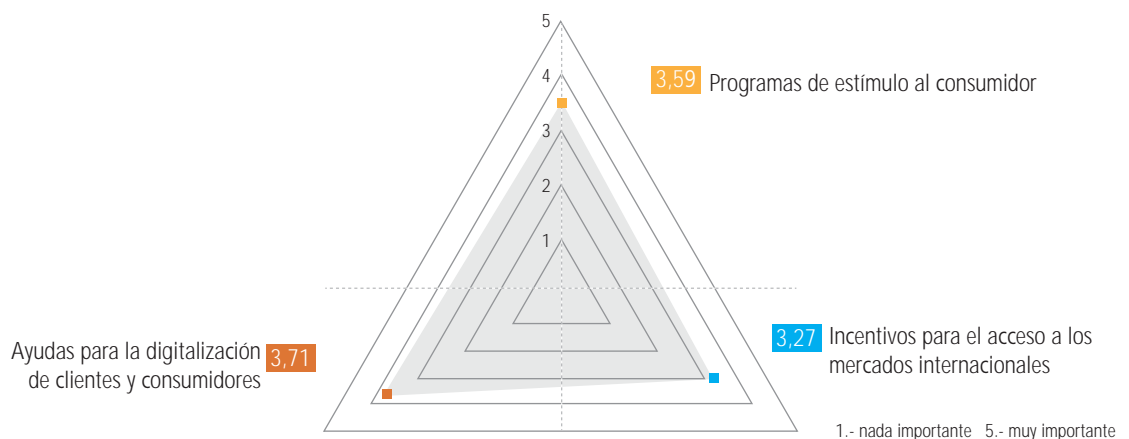 5
4
3
2
1
3,59 Programas de estímulo al consumidor
3,27 Incentivos para el acceso a los
mercados internacionales
Ayudas para la digitalización
de clientes y consumidores
3,71
1.- nada importante 5.- muy importante